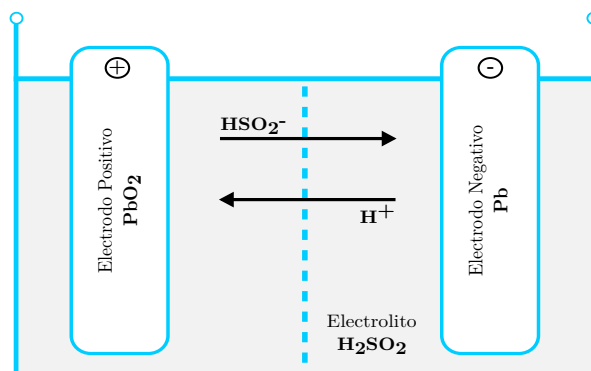 +
-
Electrodo Positivo
PbO2
HSO2-
H+
Electrodo Negativo
Pb
Electrolito
H2SO2